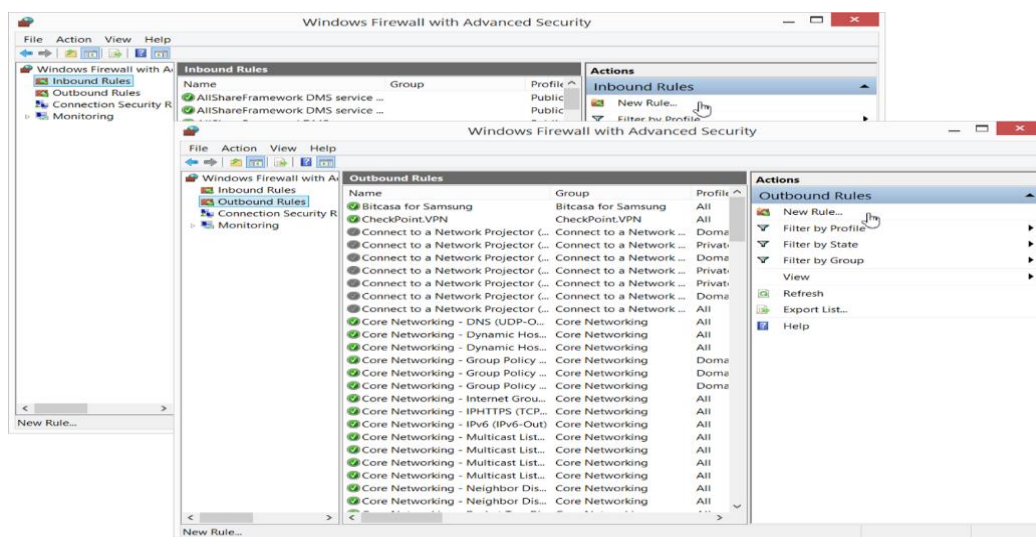 Windows Firewall with Advanced Security
File Action View Help
Windows Firewall with A
Inbound Rules
Outbound Rules
Connection Security R
Monitoring
Inbound Rules
Name Group Profile
AllShareFramework DMS service ... Public
AllShareFramework DMS service ... Public
Actions
Inbound Rules
New Rule...
Filter by Profile
New Rule...
Windows Firewall with Advanced Security
File Action View Help
Windows Firewall with A
Inbound Rules
Outbound Rules
Connection Security R
Monitoring
Outbound Rules
Name Group Profile
Bitcasa for Samsung Bitcasa for Samsung All
CheckPoint.VPN CheckPoint.VPN All
Connect to a Network Projector (... Connect to a Network ... Doma
Connect to a Network Projector (... Connect to a Network ... Privat
Connect to a Network Projector (... Connect to a Network ... Doma
Connect to a Network Projector (... Connect to a Network ... Privat
Connect to a Network Projector (... Connect to a Network ... Privat
Connect to a Network Projector (... Connect to a Network ... Doma
Connect to a Network Projector (... Connect to a Network ... All
Core Networking - DNS (UDP-O... Core Networking All
Core Networking - Dynamic Hos... Core Networking All
Core Networking - Dynamic Hos... Core Networking All
Core Networking - Group Policy ... Core Networking Doma
Core Networking - Group Policy ... Core Networking Doma
Core Networking - Group Policy ... Core Networking Doma
Core Networking - Internet Grou... Core Networking All
Core Networking - IPHTTPS (TCP... Core Networking All
Core Networking - IPv6 (IPv6-Out) Core Networking All
Core Networking - Multicast List... Core Networking All
Core Networking - Multicast List... Core Networking All
Core Networking - Multicast List... Core Networking All
Core Networking - Multicast List... Core Networking All
Core Networking - Neighbor Dis... Core Networking All
Core Networking - Neighbor Dis... Core Networking All
Actions
Outbound Rules
New Rule...
Filter by Profile
Filter by State
Filter by Group
View
Refresh
Export List...
Help
New Rule...